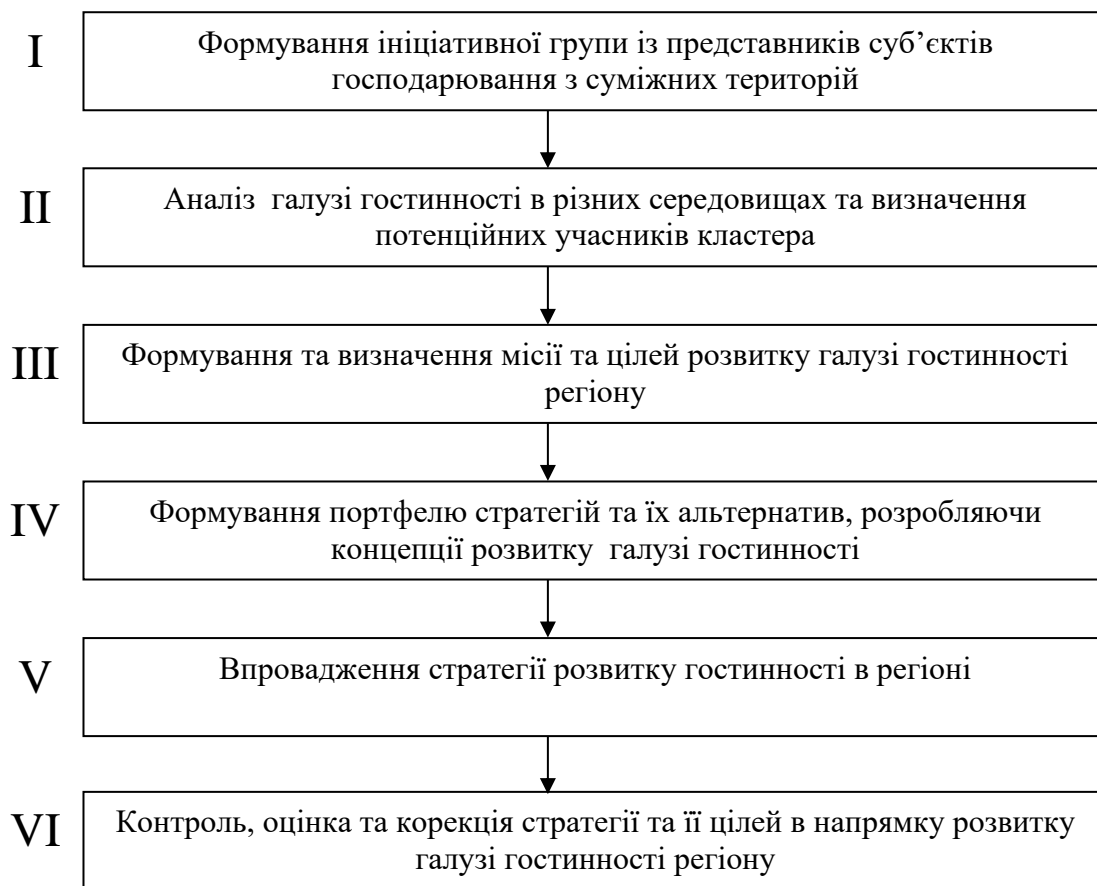 I
Формування ініціативної групи із представників суб’єктів
господарювання з суміжних територій
II
Аналіз галузі гостинності в різних середовищах та визначення
потенційних учасників кластера
III
Формування та визначення місії та цілей розвитку галузі гостинності
регіону
IV
Формування портфелю стратегій та їх альтернатив, розробляючи
концепції розвитку галузі гостинності
V
Впровадження стратегії розвитку гостинності в регіоні
VI
Контроль, оцінка та корекція стратегії та її цілей в напрямку розвитку
галузі гостинності регіону